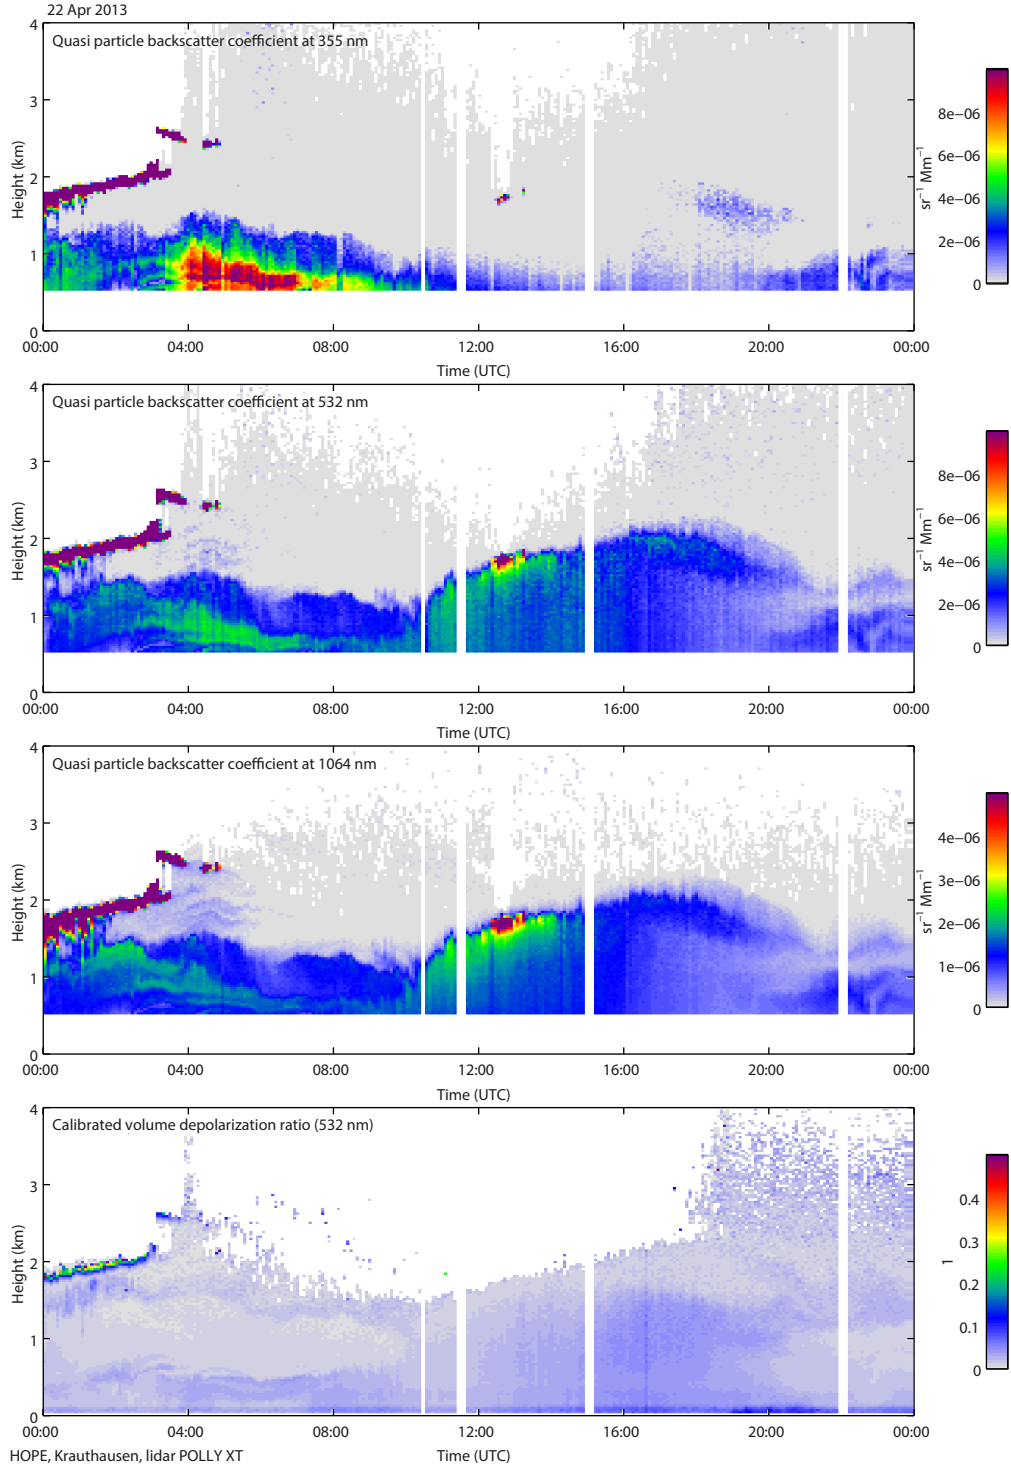 22 Apr 2013
Quasi particle backscatter coefficient at 355 nm
4
3
2
1
0
Height (km)
00:00 04:00 08:00 12:00 16:00 20:00 00:00
Time (UTC)
8e−06
6e−06
4e−06
2e−06
0
sr⁻¹ Mm⁻¹
Quasi particle backscatter coefficient at 532 nm
4
3
2
1
0
Height (km)
00:00 04:00 08:00 12:00 16:00 20:00 00:00
Time (UTC)
8e−06
6e−06
4e−06
2e−06
0
sr⁻¹ Mm⁻¹
Quasi particle backscatter coefficient at 1064 nm
4
3
2
1
0
Height (km)
00:00 04:00 08:00 12:00 16:00 20:00 00:00
Time (UTC)
4e−06
3e−06
2e−06
1e−06
0
sr⁻¹ Mm⁻¹
Calibrated volume depolarization ratio (532 nm)
4
3
2
1
0
Height (km)
00:00 04:00 08:00 12:00 16:00 20:00 00:00
Time (UTC)
0.4
0.3
0.2
0.1
0
1
HOPE, Krauthausen, lidar POLLY XT